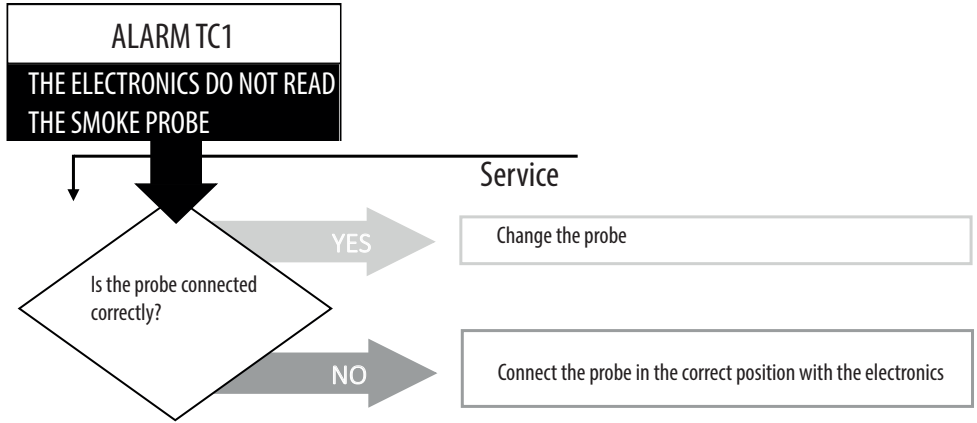 ALARM TC1
THE ELECTRONICS DO NOT READ
THE SMOKE PROBE
Service
YES
Change the probe
Is the probe connected
correctly?
NO
Connect the probe in the correct position with the electronics